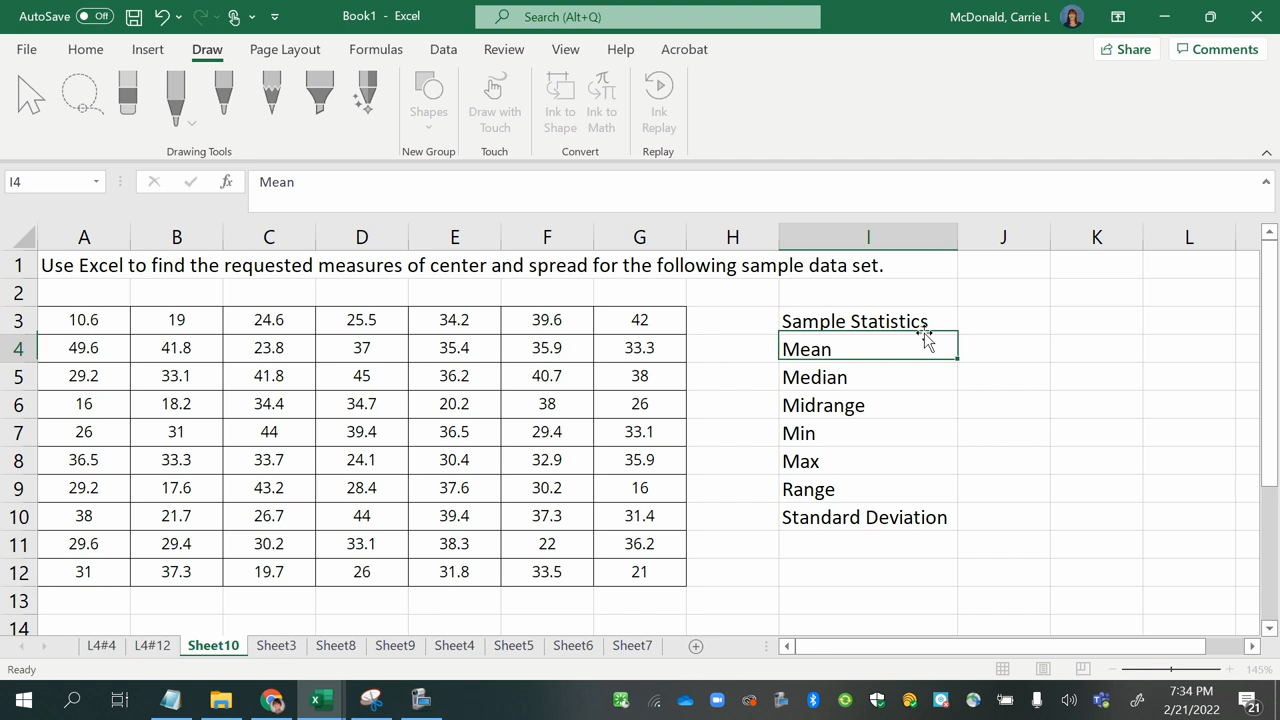 AutoSave Off Book1 - Excel Search (Alt+Q) McDonald, Carrie L
File Home Insert Draw Page Layout Formulas Data Review View Help Acrobat Share Comments
Shapes Draw with Touch Ink to Shape Ink to Math Ink Replay
Drawing Tools New Group Touch Convert Replay
I4 fx Mean
A B C D E F G H I J K L
1 Use Excel to find the requested measures of center and spread for the following sample data set.
2
3 10.6 19 24.6 25.5 34.2 39.6 42 Sample Statistics
4 49.6 41.8 23.8 37 35.4 35.9 33.3 Mean
5 29.2 33.1 41.8 45 36.2 40.7 38 Median
6 16 18.2 34.4 34.7 20.2 38 26 Midrange
7 26 31 44 39.4 36.5 29.4 33.1 Min
8 36.5 33.3 33.7 24.1 30.4 32.9 35.9 Max
9 29.2 17.6 43.2 28.4 37.6 30.2 16 Range
10 38 21.7 26.7 44 39.4 37.3 31.4 Standard Deviation
11 29.6 29.4 30.2 33.1 38.3 22 36.2
12 31 37.3 19.7 26 31.8 33.5 21
13
14
L4#4 L4#12 Sheet10 Sheet3 Sheet8 Sheet9 Sheet4 Sheet5 Sheet6 Sheet7
Ready 145%
7:34 PM
2/21/2022 21